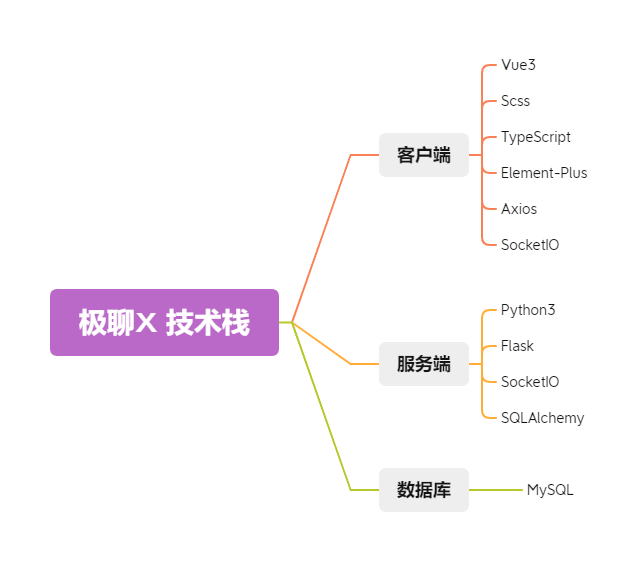 极聊X 技术栈
客户端
Vue3
Scss
TypeScript
Element-Plus
Axios
SocketIO
服务端
Python3
Flask
SocketIO
SQLAlchemy
数据库
MySQL